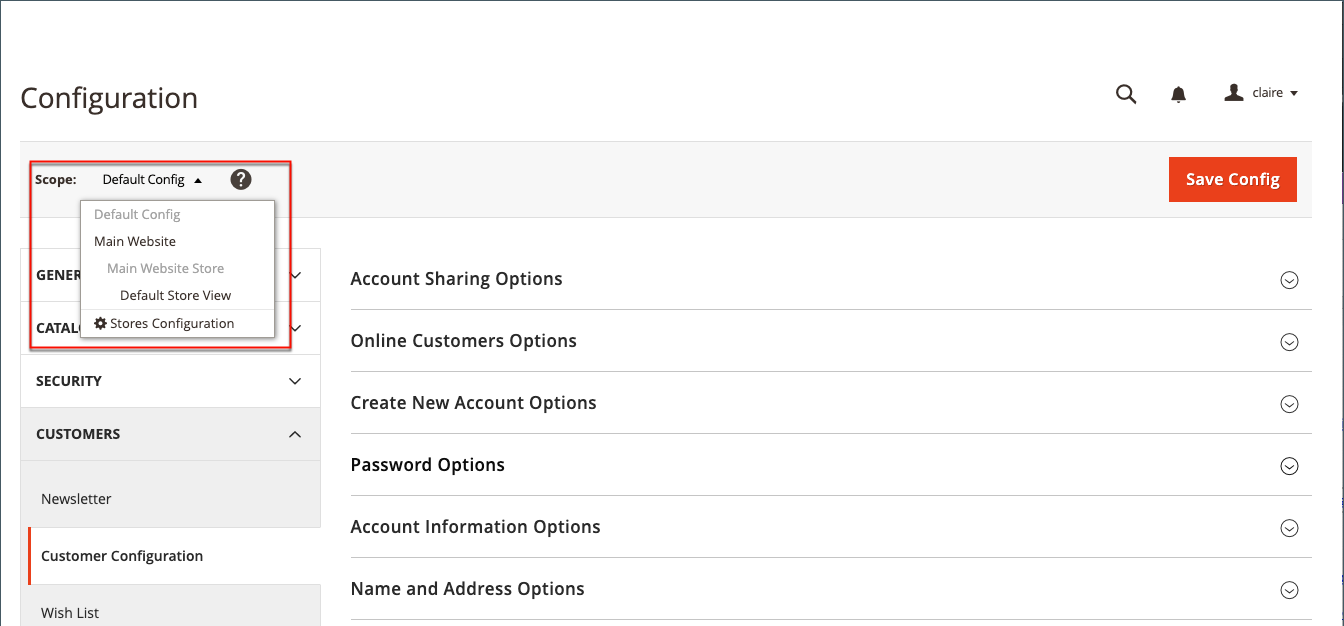 Configuration
claire
Scope: Default Config ?
Save Config
Default Config
Main Website
Main Website Store
Default Store View
Stores Configuration
GENER
CATALO
SECURITY
CUSTOMERS
Newsletter
Customer Configuration
Wish List
Account Sharing Options
Online Customers Options
Create New Account Options
Password Options
Account Information Options
Name and Address Options